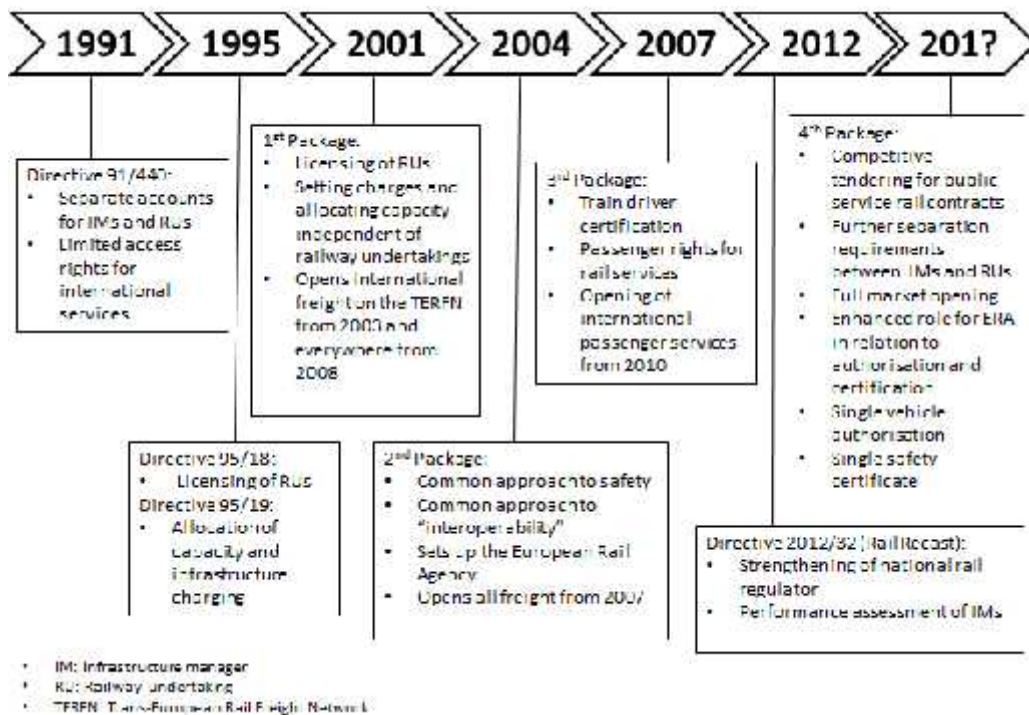 1991
1995
2001
2004
2007
2012
201?
Directive 91/440:
• Separate accounts
for IMs and RUs
• Limited access
rights for
international
services
Directive 95/18:
• Licensing of RUs
Directive 95/19:
• Allocation of
capacity and
infrastructure
charging
1st Package:
• Licensing of RUs
• Setting charges and
allocating capacity
independent of
railway undertakings
• Opens International
freight on the TERFN
from 2003 and
everywhere from
2008
2nd Package:
• Common approach to safety
• Common approach to
"interoperability"
• Sets up the European Rail
Agency
• Opens all freight from 2007
3rd Package:
• Train driver
certification
• Passenger rights for
rail services
• Opening of
international
passenger services
from 2010
Directive 2012/32 (Rail Recast):
• Strengthening of national rail
regulator
• Performance assessment of IMs
4th Package:
• Competitive
tendering for public
service rail contracts
• Further separation
requirements
between IMs and RUs
• Full market opening
• Enhanced role for ERA
in relation to
authorisation and
certification
• Single vehicle
authorisation
• Single safety
certificate
• IM: Infrastructure manager
• RU: Railway undertaking
• TERFN: Trans-European Rail Freight Network